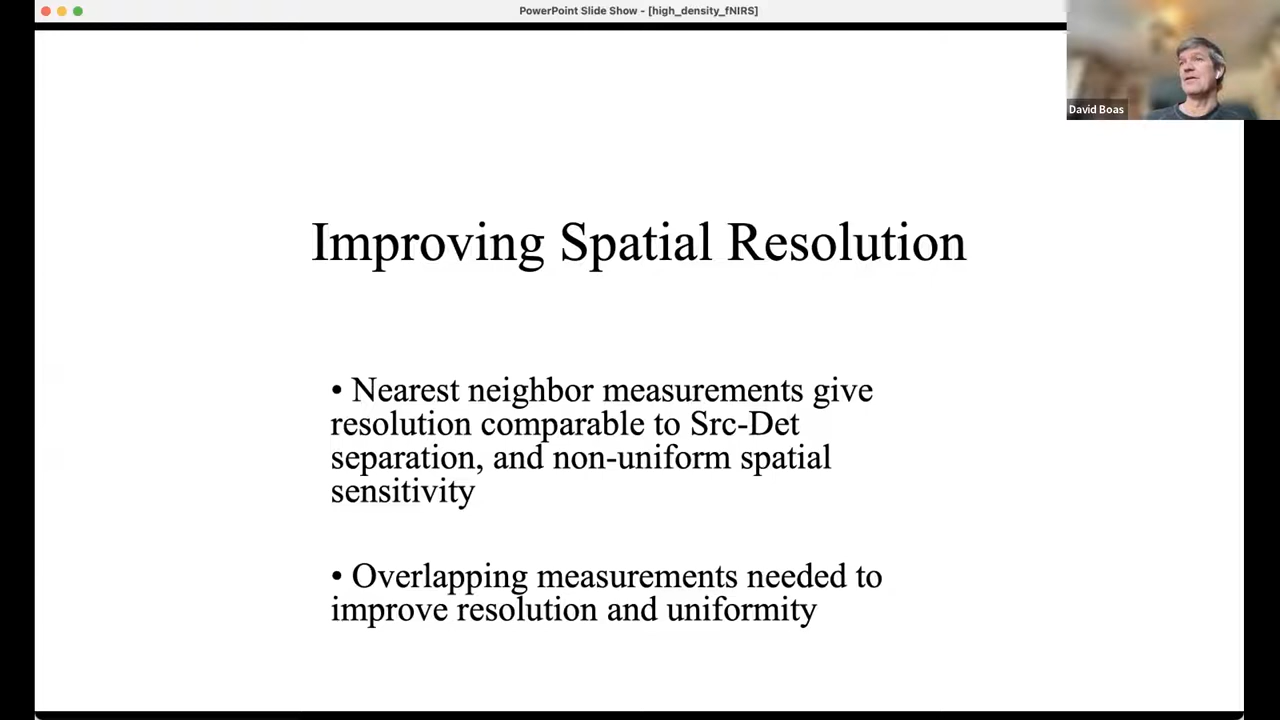 PowerPoint Slide Show - [high_density_fNIRS]
David Boas
Improving Spatial Resolution
• Nearest neighbor measurements give
resolution comparable to Src-Det
separation, and non-uniform spatial
sensitivity
• Overlapping measurements needed to
improve resolution and uniformity